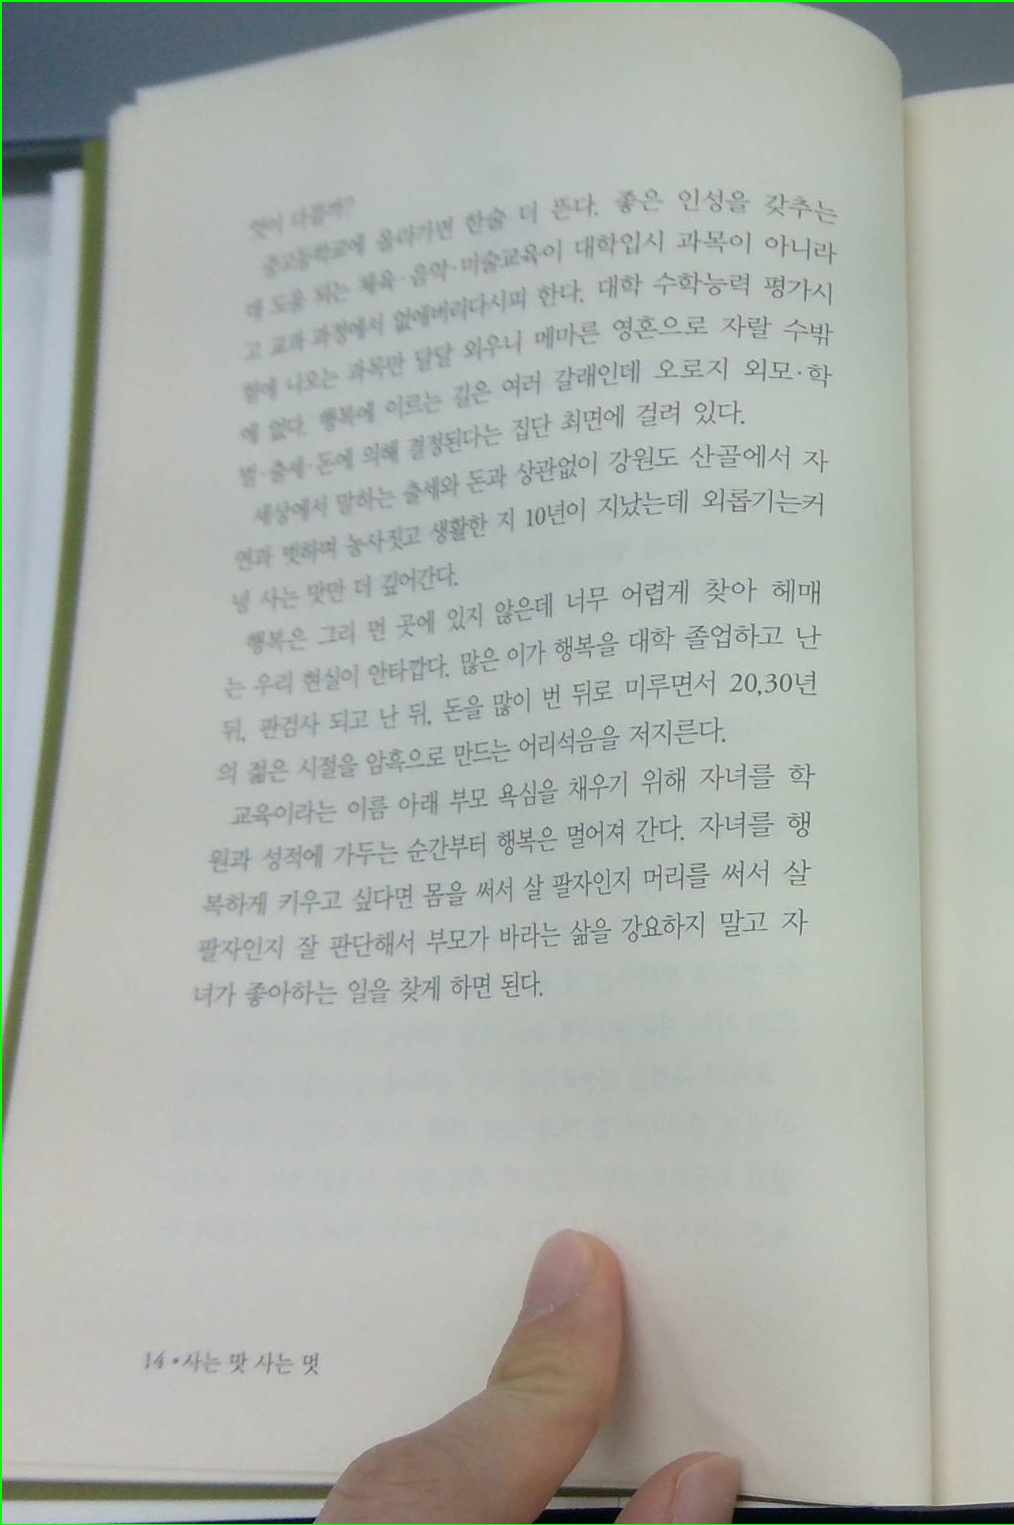 엇이 다를까?
중고등학교에 올라가면 한술 더 뜬다. 좋은 인성을 갖추는
데 도움 되는 체육·음악·미술교육이 대학입시 과목이 아니라
고 교과 과정에서 없애버리다시피 한다. 대학 수학능력 평가시
험에 나오는 과목만 달달 외우니 메마른 영혼으로 자랄 수밖
에 없다. 행복에 이르는 길은 여러 갈래인데 오로지 외모·학
벌·출세·돈에 의해 결정된다는 집단 최면에 걸려 있다.
세상에서 말하는 출세와 돈과 상관없이 강원도 산골에서 자
연과 벗하며 농사짓고 생활한 지 10년이 지났는데 외롭기는커
녕 사는 맛만 더 깊어간다.
행복은 그리 먼 곳에 있지 않은데 너무 어렵게 찾아 헤매
는 우리 현실이 안타깝다. 많은 이가 행복을 대학 졸업하고 난
뒤, 판검사 되고 난 뒤, 돈을 많이 번 뒤로 미루면서 20,30년
의 젊은 시절을 암흑으로 만드는 어리석음을 저지른다.
교육이라는 이름 아래 부모 욕심을 채우기 위해 자녀를 학
원과 성적에 가두는 순간부터 행복은 멀어져 간다. 자녀를 행
복하게 키우고 싶다면 몸을 써서 살 팔자인지 머리를 써서 살
팔자인지 잘 판단해서 부모가 바라는 삶을 강요하지 말고 자
녀가 좋아하는 일을 찾게 하면 된다.
14 • 사는 맛 사는 멋